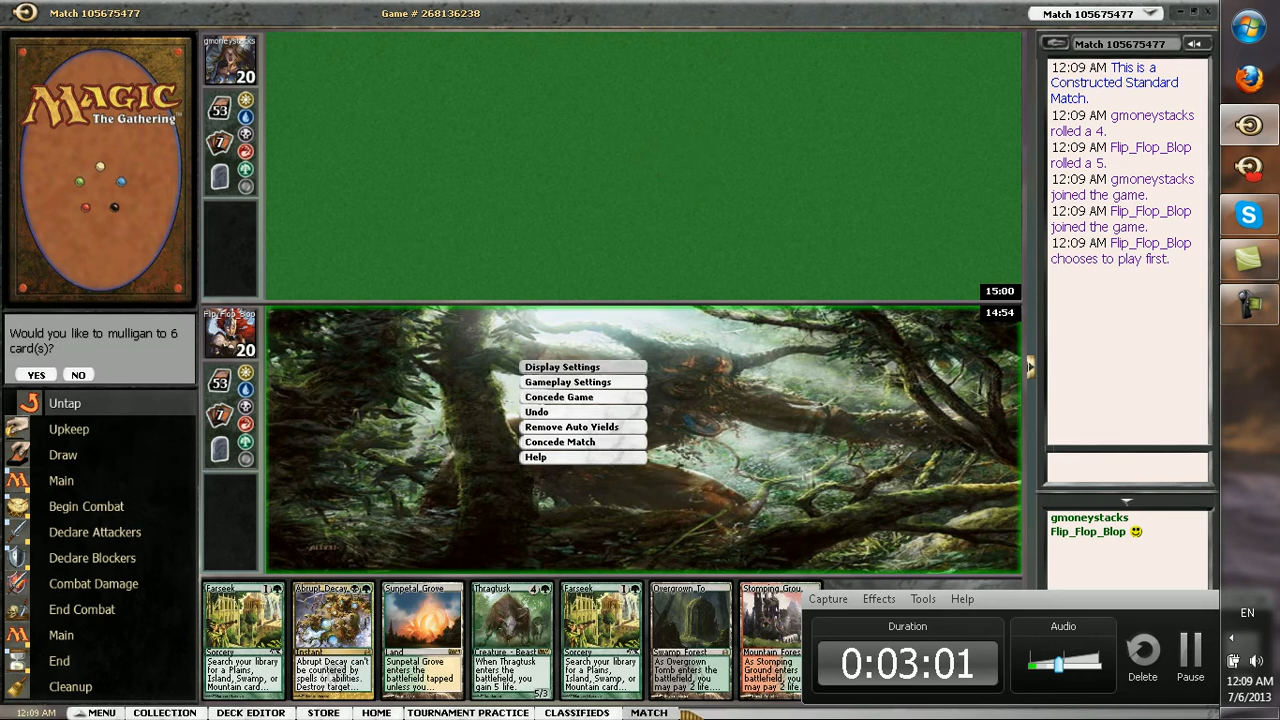 Match 105675477
Game # 268136238
Match 105675477
MAGIC
The Gathering
gmoneystacks
20
53
7
15:00
Match 105675477
12:09 AM This is a
Constructed Standard
Match.
12:09 AM gmoneystacks
rolled a 4.
12:09 AM Flip_Flop_Blop
rolled a 5.
12:09 AM gmoneystacks
joined the game.
12:09 AM Flip_Flop_Blop
joined the game.
12:09 AM Flip_Flop_Blop
chooses to play first.
Would you like to mulligan to 6
card(s)?
YES NO
Flip_Flop_Blop
20
53
7
14:54
Display Settings
Gameplay Settings
Concede Game
Undo
Remove Auto Yields
Concede Match
Help
Untap
Upkeep
Draw
Main
Begin Combat
Declare Attackers
Declare Blockers
Combat Damage
End Combat
Main
End
Cleanup
gmoneystacks
Flip_Flop_Blop
Farseek 1
Sorcery
Search your library
for a Plains,
Island, Swamp,
or Mountain card...
Abrupt Decay
Instant
Abrupt Decay can't
be countered by
spells or abilities.
Destroy target...
Sunpetal Grove
Land
Sunpetal Grove
enters the
battlefield tapped
unless you...
Thragtusk 4
Creature - Beast
When Thragtusk
enters the
battlefield, you
gain 5 life.
5/3
Farseek 1
Sorcery
Search your library
for a Plains,
Island, Swamp,
or Mountain card...
Overgrown To
Swamp Forest
As Overgrown
Tomb enters the
battlefield, you
may pay 2 life....
Stomping Grou
Mountain Fores
As Stomping
Ground enters
battlefield, you
may pay 2 life.
Capture Effects Tools Help
Duration
0:03:01
Audio
Delete
Pause
EN
12:09 AM
7/6/2013
12:09 AM
MENU COLLECTION DECK EDITOR STORE HOME TOURNAMENT PRACTICE CLASSIFIEDS MATCH